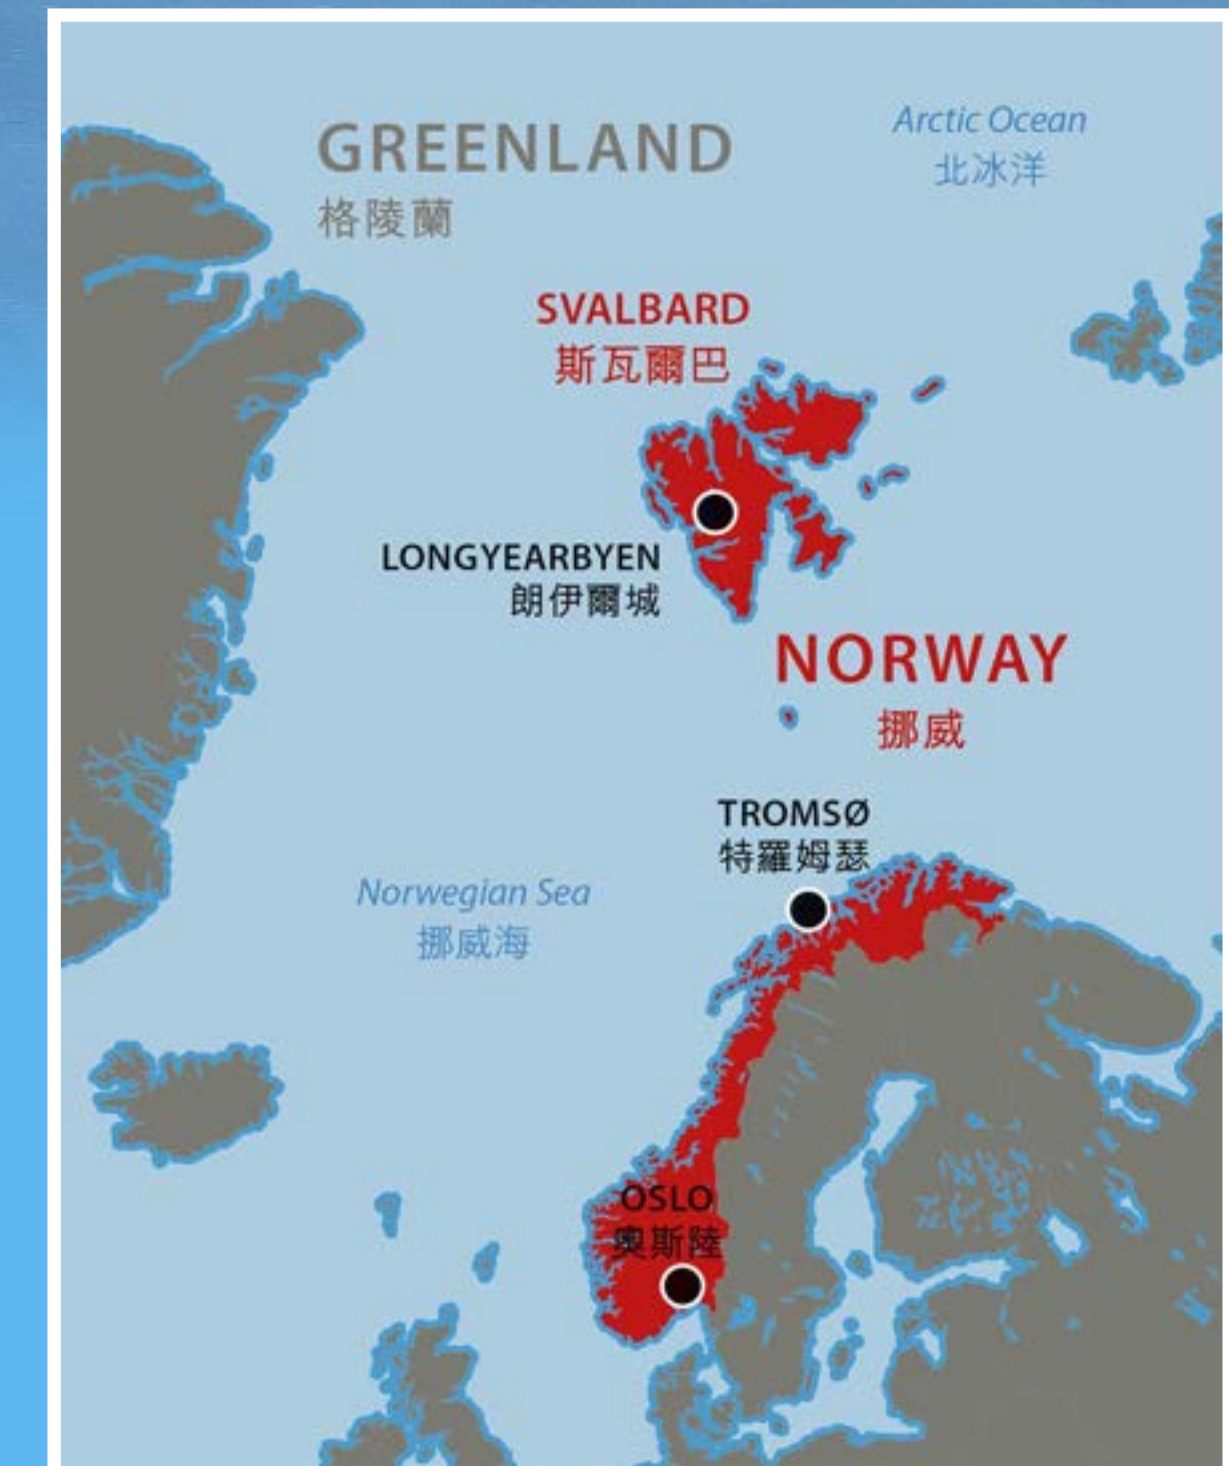 GREENLAND
格陵蘭
Arctic Ocean
北冰洋
SVALBARD
斯瓦爾巴
LONGYEARBYEN
朗伊爾城
NORWAY
挪威
TROMSØ
特羅姆瑟
Norwegian Sea
挪威海
OSLO
奧斯陸